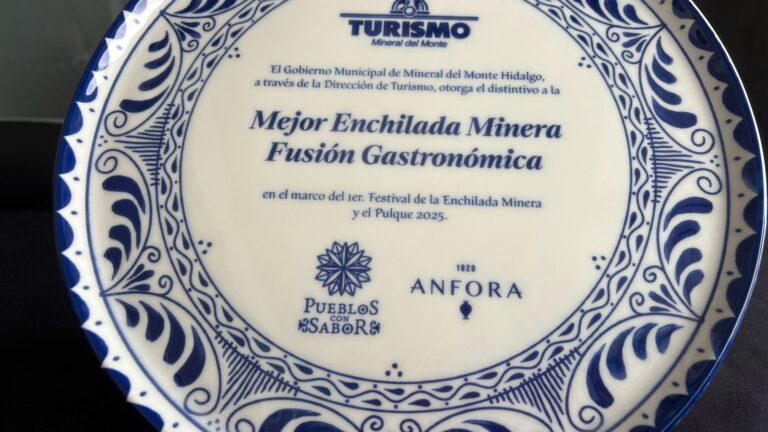 TURISMO
Mineral del Monte
El Gobierno Municipal de Mineral del Monte Hidalgo,
a través de la Dirección de Turismo, otorga el distintivo a la
Mejor Enchilada Minera
Fusión Gastronómica
en el marco del 1er. Festival de la Enchilada Minera
y el Pulque 2025.
PUEBLOS
CON
SABOR
1920
ANFORA